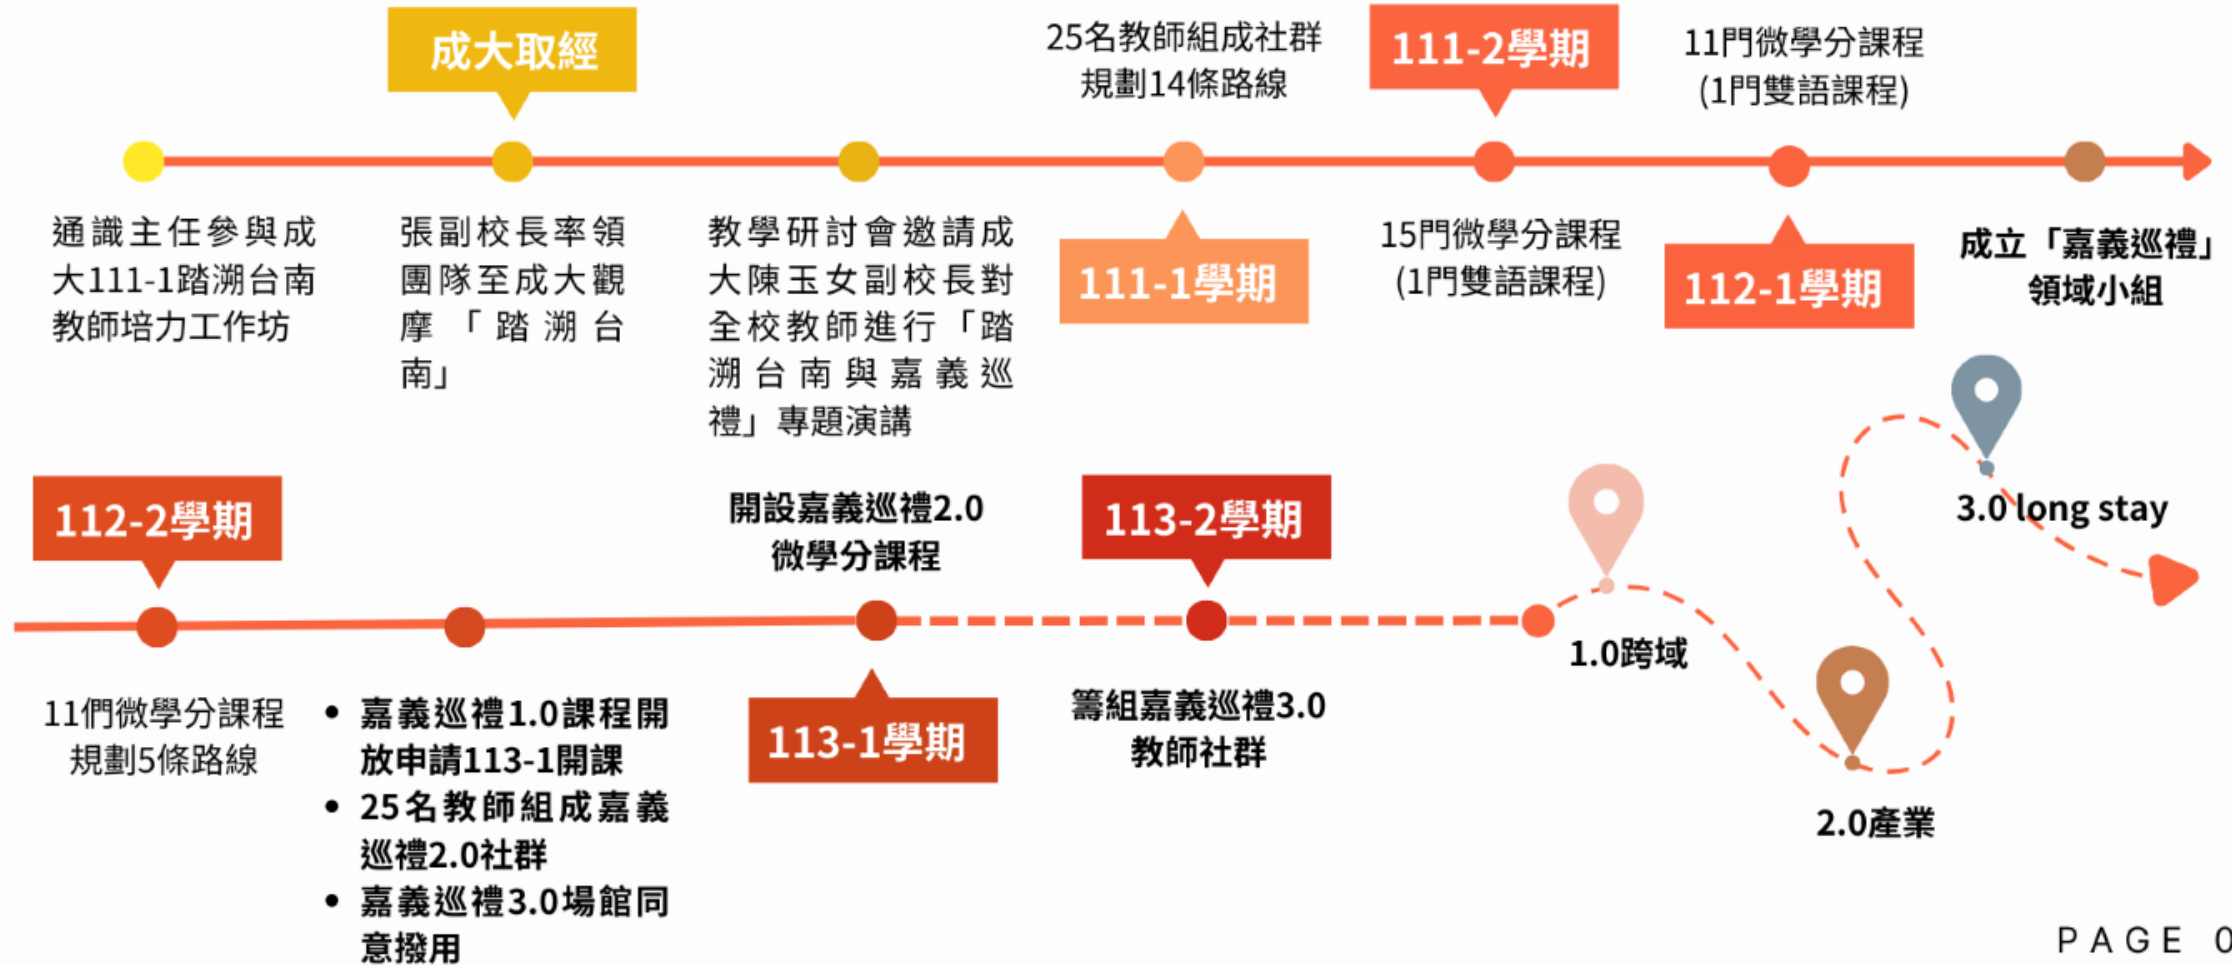 成大取經
25名教師組成社群
規劃14條路線
111-2學期
11門微學分課程
(1門雙語課程)
通識主任參與成
大111-1踏溯台南
教師培力工作坊
張副校長率領
團隊至成大觀
摩「踏溯台
南」
教學研討會邀請成
大陳玉女副校長對
全校教師進行「踏
溯台南與嘉義巡
禮」專題演講
111-1學期
15門微學分課程
(1門雙語課程)
112-1學期
成立「嘉義巡禮」
領域小組
112-2學期
開設嘉義巡禮2.0
微學分課程
113-2學期
3.0 long stay
11們微學分課程
規劃5條路線
• 嘉義巡禮1.0課程開
放申請113-1開課
• 25名教師組成嘉義
巡禮2.0社群
• 嘉義巡禮3.0場館同
意撥用
113-1學期
籌組嘉義巡禮3.0
教師社群
1.0跨域
2.0產業
PAGE 0